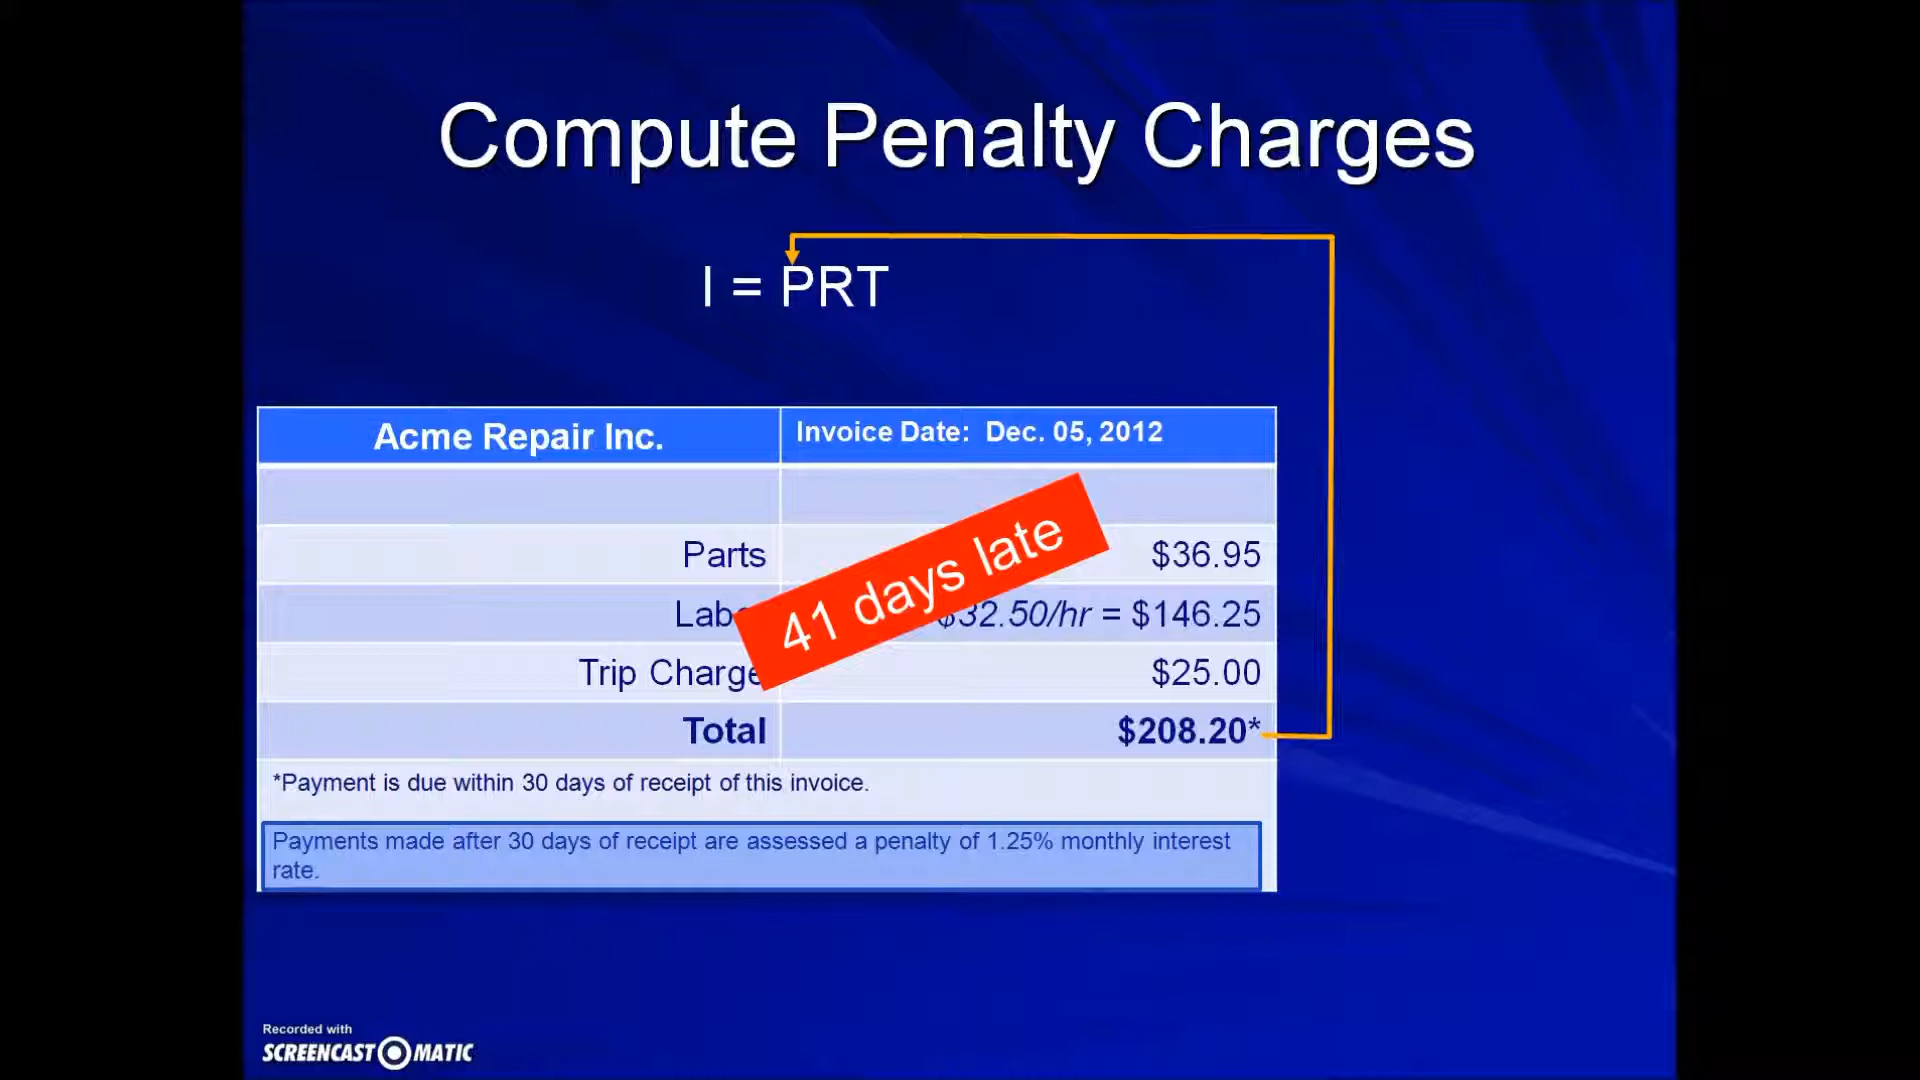 Compute Penalty Charges
I = PRT
Acme Repair Inc.
Invoice Date: Dec. 05, 2012
Parts
$36.95
41 days late
$32.50/hr = $146.25
Trip Charge
$25.00
Total
$208.20*
*Payment is due within 30 days of receipt of this invoice.
Payments made after 30 days of receipt are assessed a penalty of 1.25% monthly interest
rate.
Recorded with
SCREENCAST MATIC